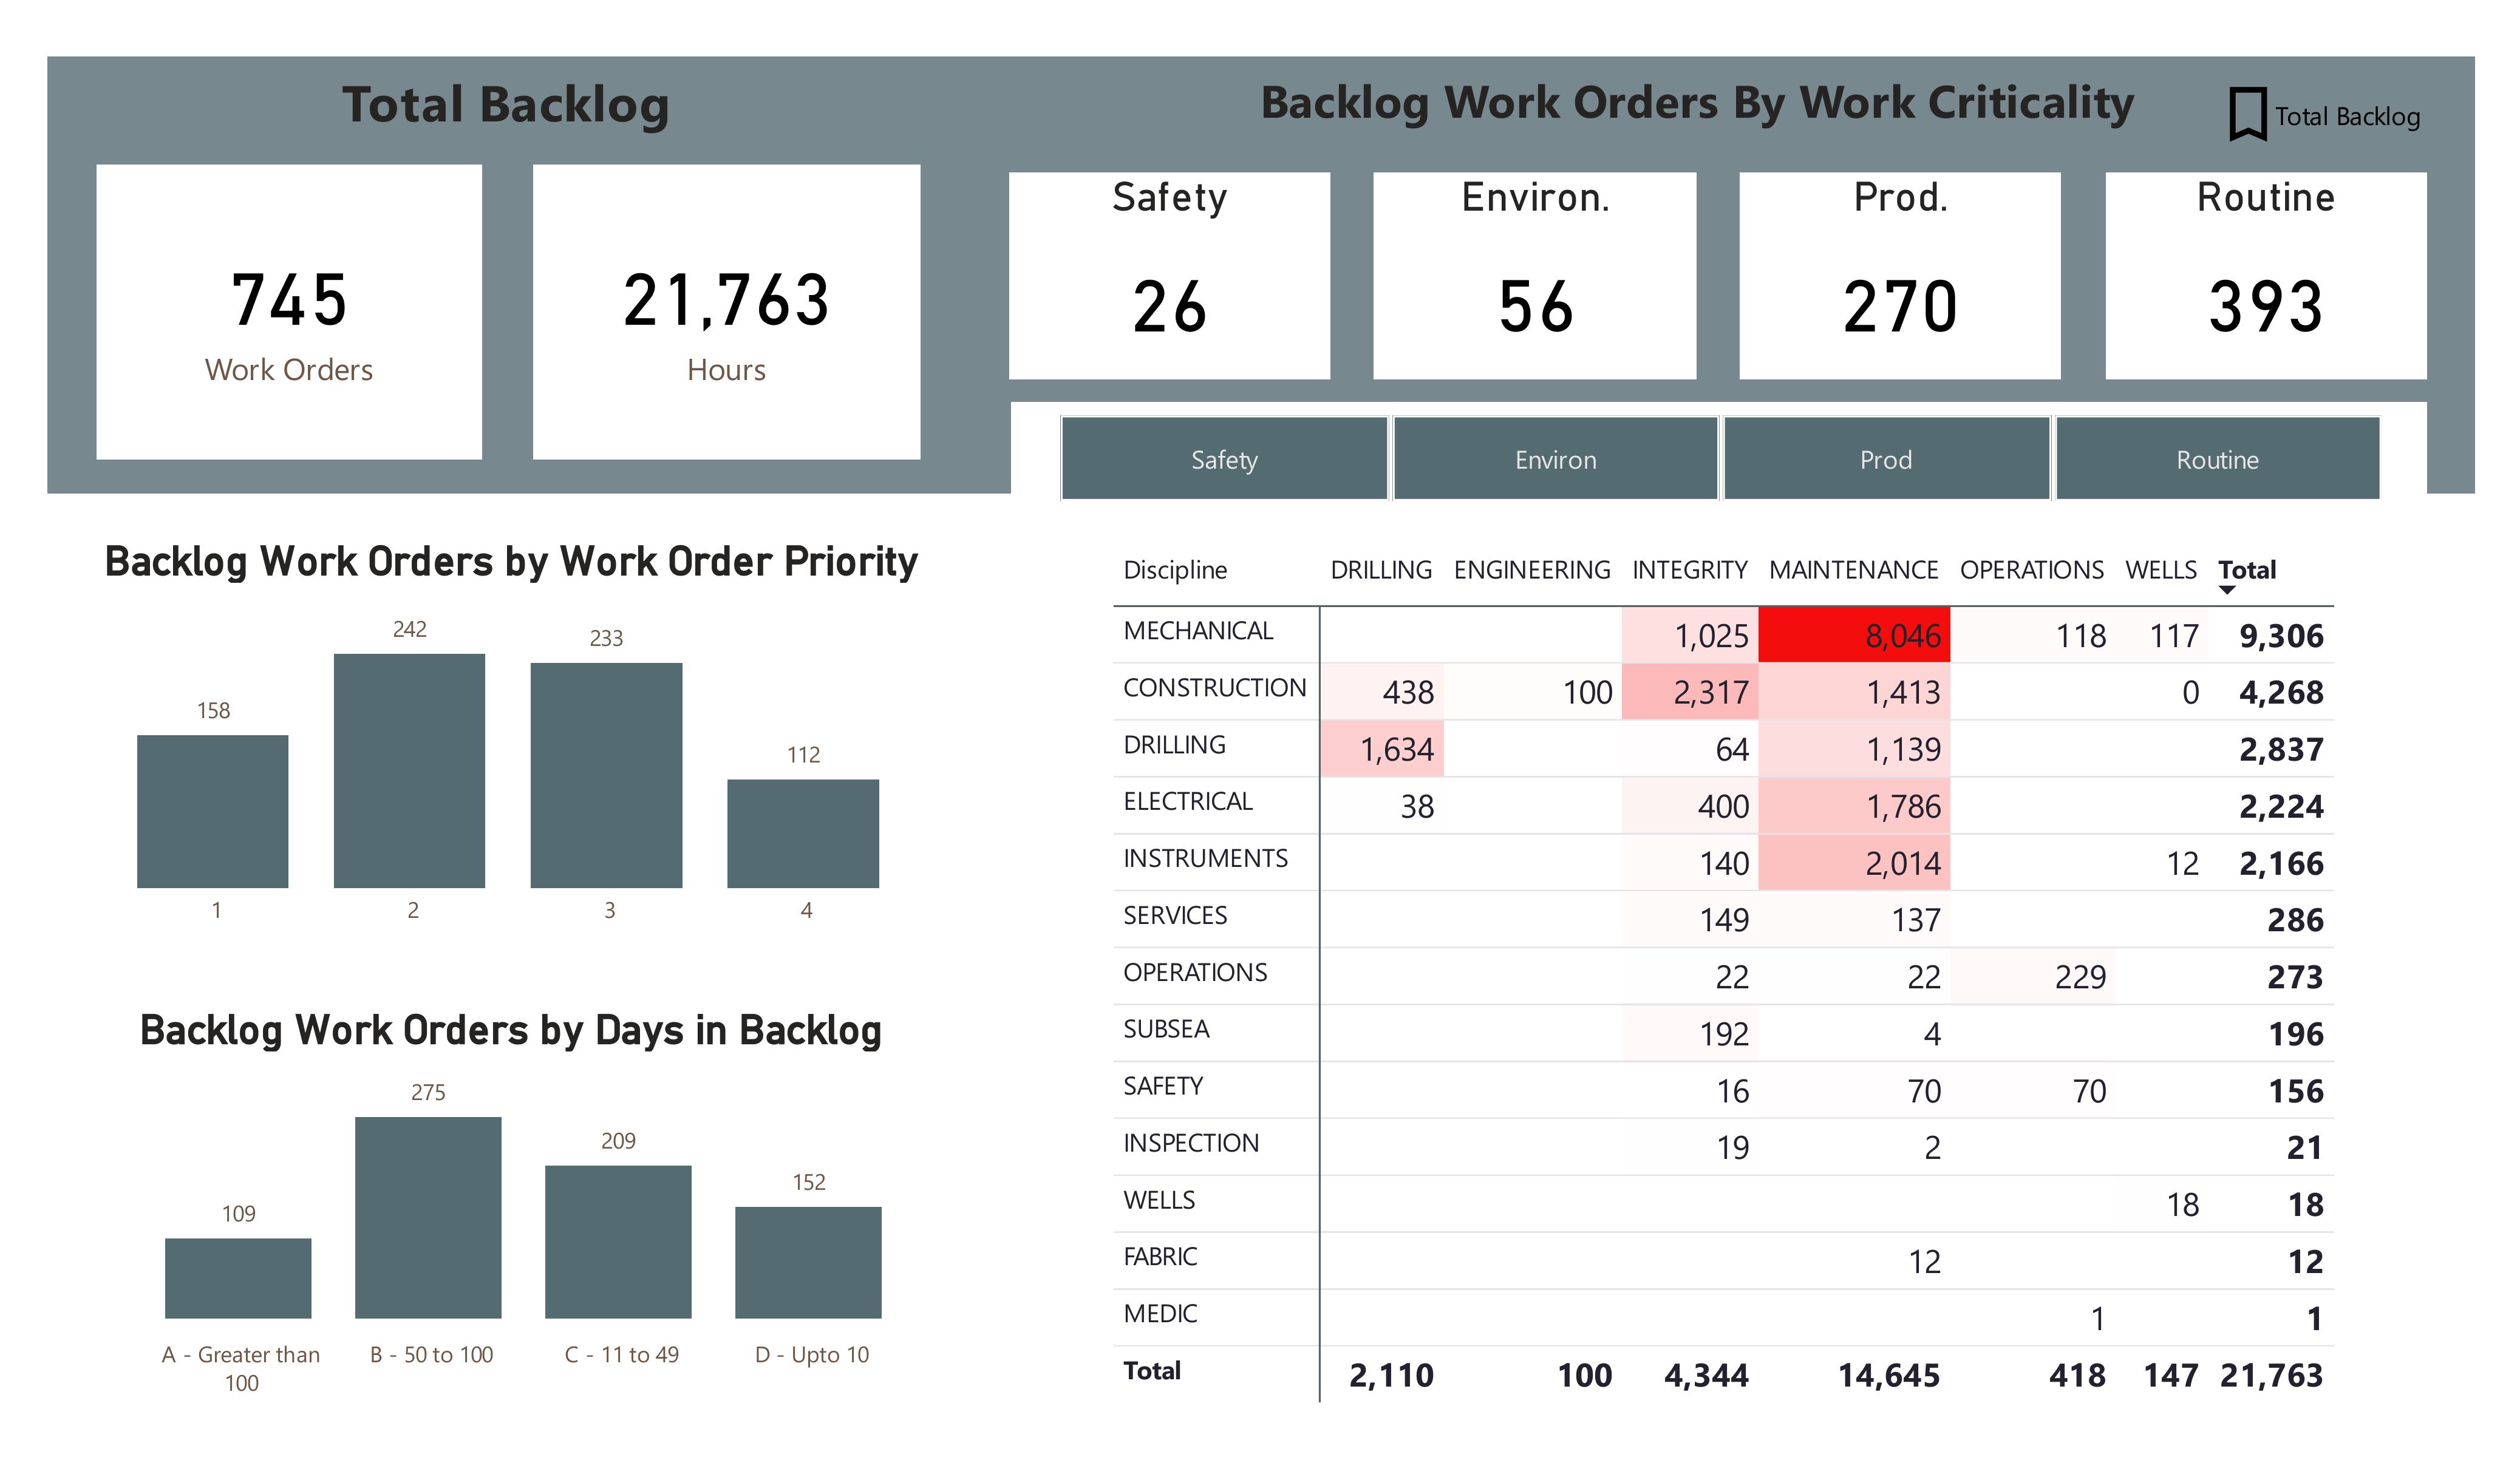 Total Backlog
745
Work Orders
21,763
Hours
Backlog Work Orders By Work Criticality
Total Backlog
Safety
26
Environ.
56
Prod.
270
Routine
393
Safety Environ Prod Routine
Backlog Work Orders by Work Order Priority
158 242 233 112
1 2 3 4
Backlog Work Orders by Days in Backlog
109 275 209 152
A - Greater than
100
B - 50 to 100
C - 11 to 49
D - Upto 10
Discipline DRILLING ENGINEERING INTEGRITY MAINTENANCE OPERATIONS WELLS Total
MECHANICAL 1,025 8,046 118 117 9,306
CONSTRUCTION 438 100 2,317 1,413 0 4,268
DRILLING 1,634 64 1,139 2,837
ELECTRICAL 38 400 1,786 2,224
INSTRUMENTS 140 2,014 12 2,166
SERVICES 149 137 286
OPERATIONS 22 22 229 273
SUBSEA 192 4 196
SAFETY 16 70 70 156
INSPECTION 19 2 21
WELLS 18 18
FABRIC 12 12
MEDIC 1 1
Total 2,110 100 4,344 14,645 418 147 21,763